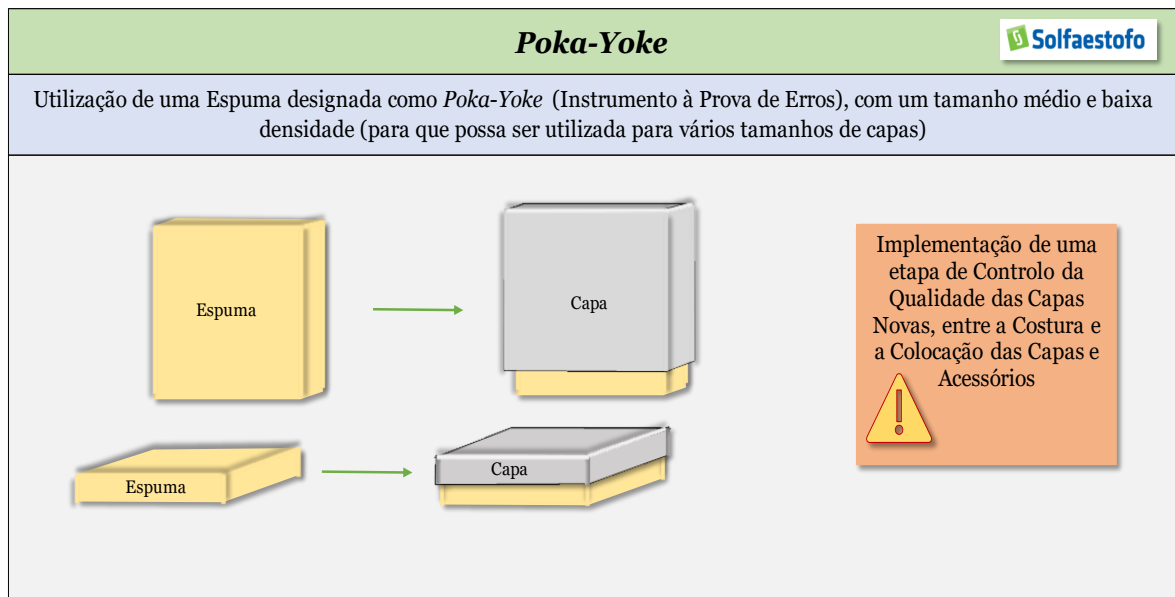 Poka-Yoke
Solfaestofo
Utilização de uma Espuma designada como Poka-Yoke (Instrumento à Prova de Erros), com um tamanho médio e baixa
densidade (para que possa ser utilizada para vários tamanhos de capas)
Espuma
Capa
Implementação de uma
etapa de Controlo da
Qualidade das Capas
Novas, entre a Costura e
a Colocação das Capas e
Acessórios
Espuma
Capa